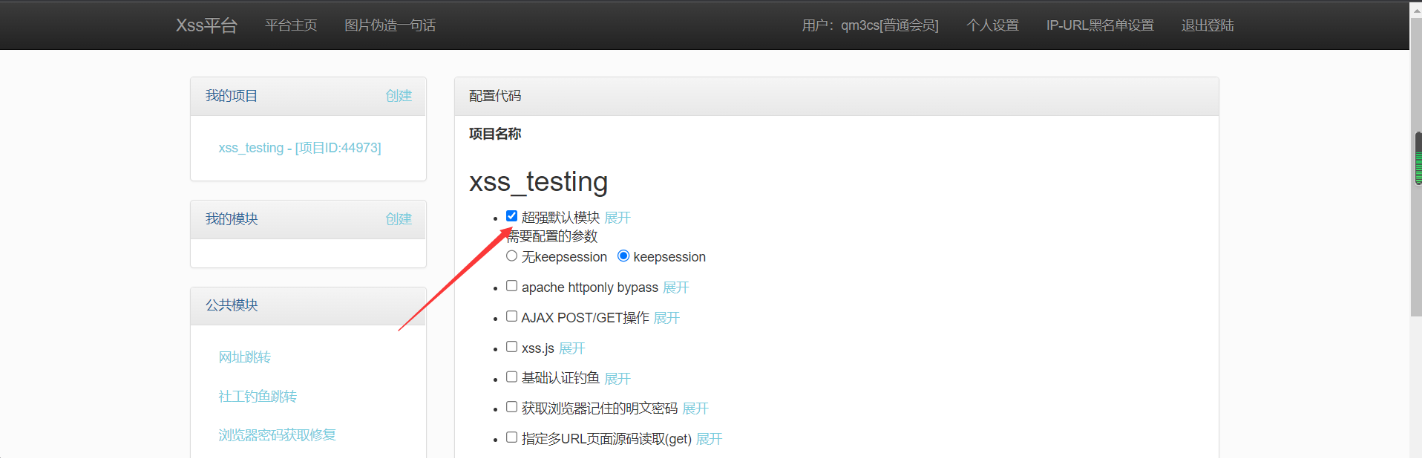 Xss平台 平台主页 图片伪造一句话 用户：qm3cs[普通会员] 个人设置 IP-URL黑名单设置 退出登陆
我的项目 创建
xss_testing - [项目ID:44973]
我的模块 创建
公共模块
网址跳转
社工钓鱼跳转
浏览器密码获取修复
配置代码
项目名称
xss_testing
超强默认模块 展开
需要配置的参数
无keepsession keepsession
apache httponly bypass 展开
AJAX POST/GET操作 展开
xss.js 展开
基础认证钓鱼 展开
获取浏览器记住的明文密码 展开
指定多URL页面源码读取(get) 展开